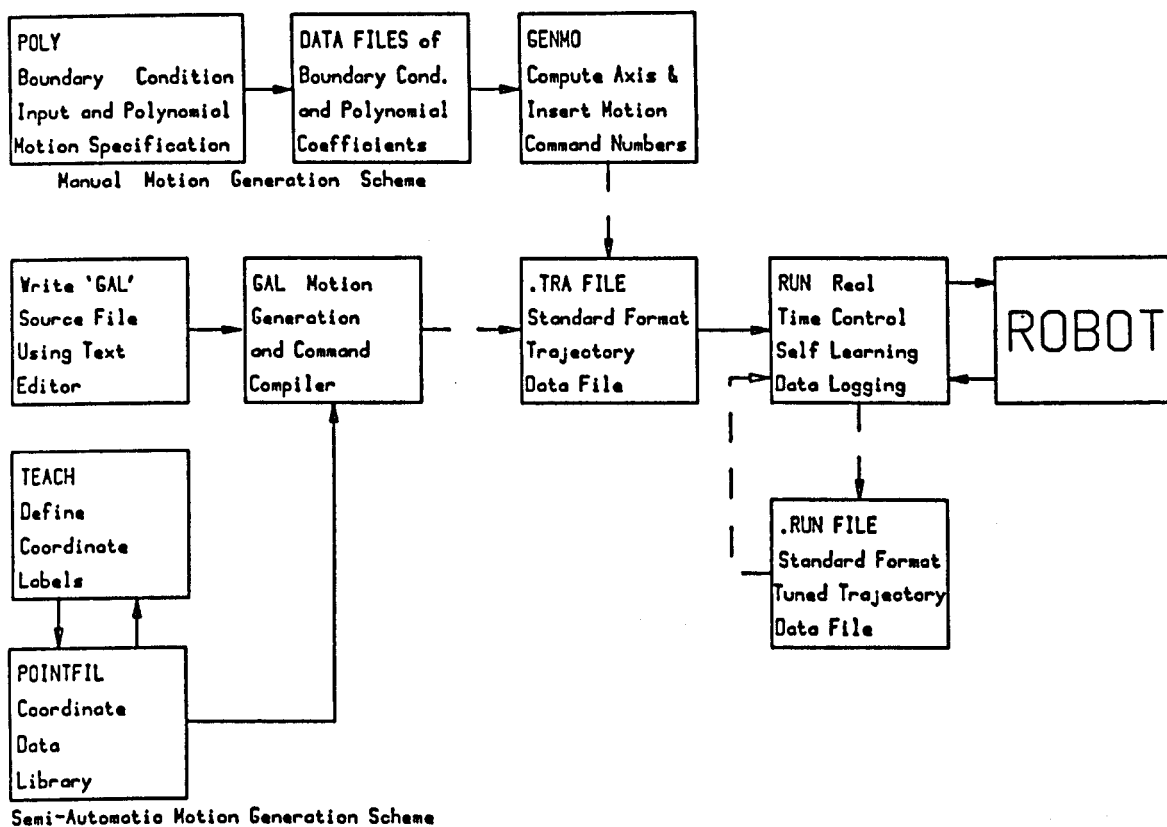 POLY
Boundary Condition
Input and Polynomial
Motion Specification
DATA FILES of
Boundary Cond.
and Polynomial
Coefficients
GENMO
Compute Axis &
Insert Motion
Command Numbers
Manual Motion Generation Scheme
Write 'GAL'
Source File
Using Text
Editor
GAL Motion
Generation
and Command
Compiler
.TRA FILE
Standard Format
Trajectory
Data File
RUN Real
Time Control
Self Learning
Data Logging
ROBOT
TEACH
Define
Coordinate
Labels
.RUN FILE
Standard Format
Tuned Trajectory
Data File
POINTFIL
Coordinate
Data
Library
Semi-Automatic Motion Generation Scheme